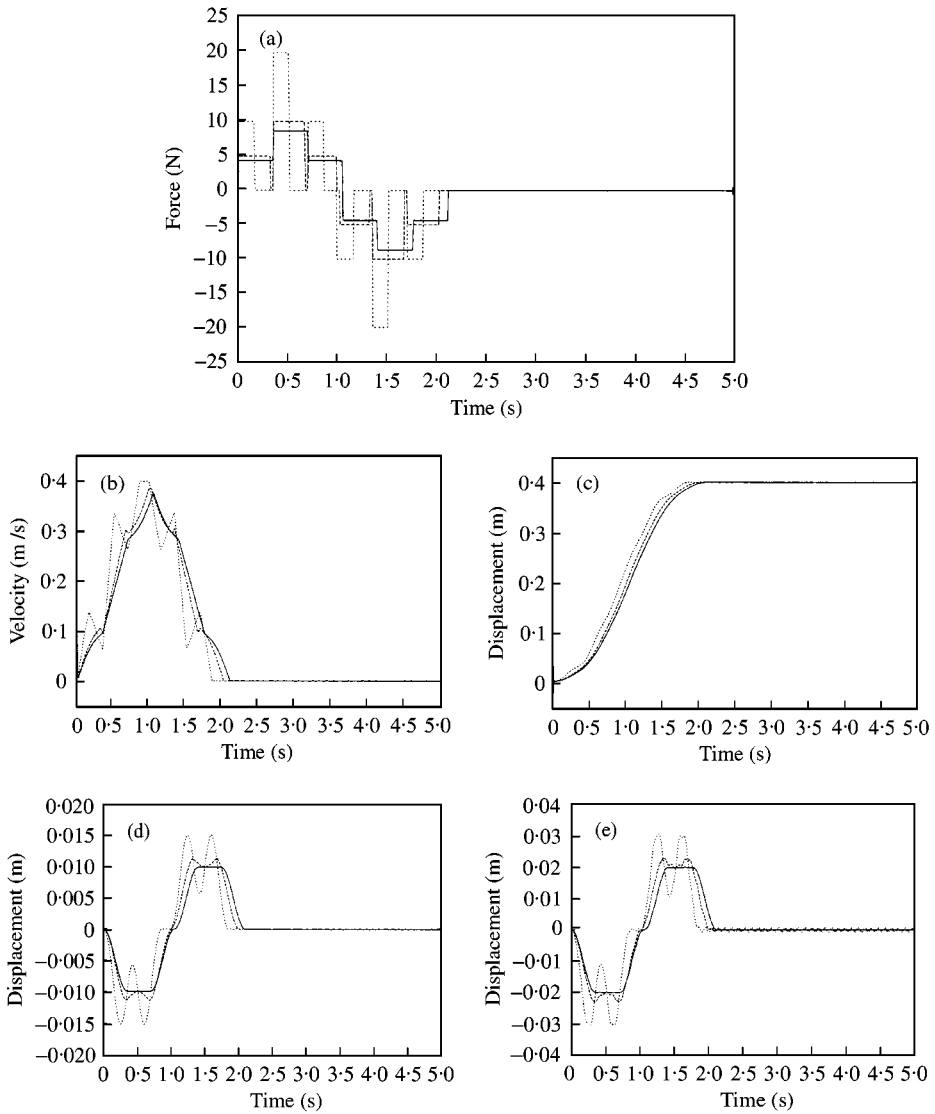 (a)
25
20
15
10
5
0
−5
−10
−15
−20
−25
Force (N)
0 0·5 1·0 1·5 2·0 2·5 3·0 3·5 4·0 4·5 5·0
Time (s)
(b)
0·4
0·3
0·2
0·1
0
Velocity (m /s)
0 0·5 1·0 1·5 2·0 2·5 3·0 3·5 4·0 4·5 5·0
Time (s)
(c)
0·4
0·3
0·2
0·1
0
Displacement (m)
0 0·5 1·0 1·5 2·0 2·5 3·0 3·5 4·0 4·5 5·0
Time (s)
(d)
0·020
0·015
0·010
0·005
0
−0·005
−0·010
−0·015
−0·020
Displacement (m)
0 0·5 1·0 1·5 2·0 2·5 3·0 3·5 4·0 4·5 5·0
Time (s)
(e)
0·04
0·03
0·02
0·01
0
−0·01
−0·02
−0·03
−0·04
Displacement (m)
0 0·5 1·0 1·5 2·0 2·5 3·0 3·5 4·0 4·5 5·0
Time (s)